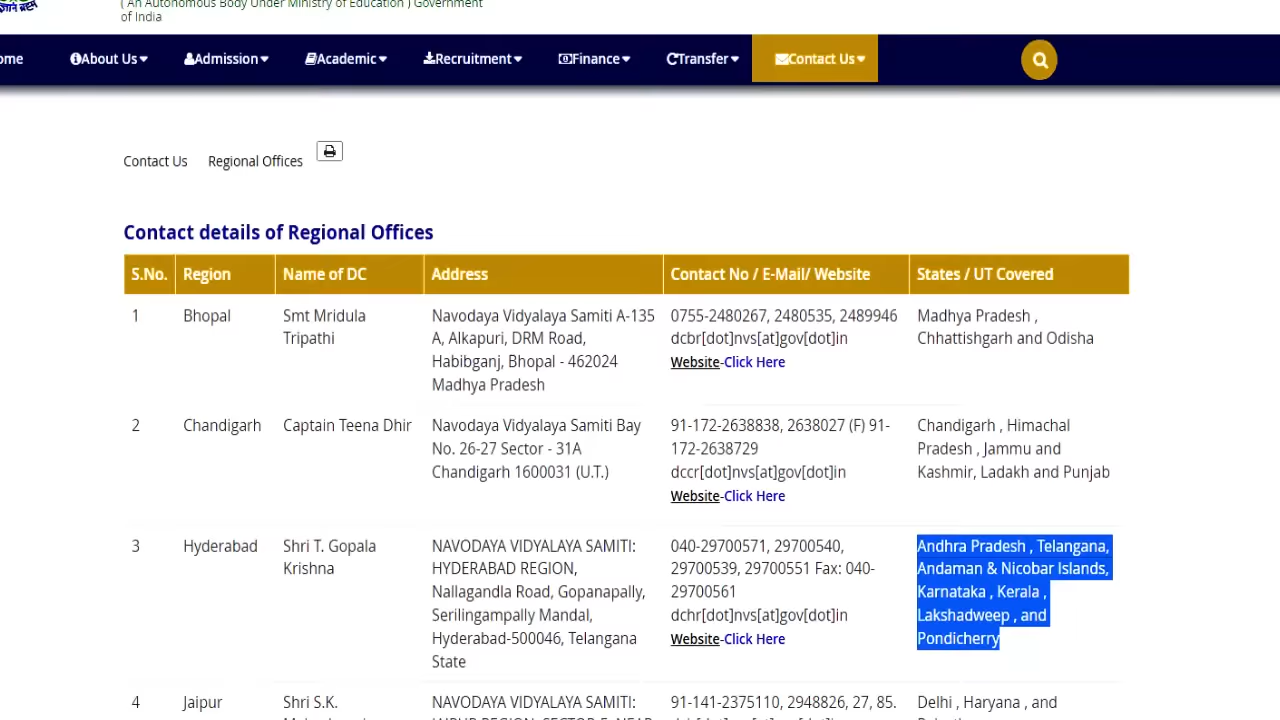 ( An Autonomous Body Under Ministry of Education ) Government
of India
ome About Us Admission Academic Recruitment Finance Transfer Contact Us
Contact Us Regional Offices
Contact details of Regional Offices
S.No. Region Name of DC Address Contact No / E-Mail/ Website States / UT Covered
1 Bhopal Smt Mridula Navodaya Vidyalaya Samiti A-135 0755-2480267, 2480535, 2489946 Madhya Pradesh ,
Tripathi A, Alkapuri, DRM Road, dcbr[dot]nvs[at]gov[dot]in Chhattishgarh and Odisha
Habibganj, Bhopal - 462024 Website-Click Here
Madhya Pradesh
2 Chandigarh Captain Teena Dhir Navodaya Vidyalaya Samiti Bay 91-172-2638838, 2638027 (F) 91- Chandigarh , Himachal
No. 26-27 Sector - 31A 172-2638729 Pradesh , Jammu and
Chandigarh 1600031 (U.T.) dccr[dot]nvs[at]gov[dot]in Kashmir, Ladakh and Punjab
Website-Click Here
3 Hyderabad Shri T. Gopala NAVODAYA VIDYALAYA SAMITI: 040-29700571, 29700540, Andhra Pradesh , Telangana,
Krishna HYDERABAD REGION, 29700539, 29700551 Fax: 040- Andaman & Nicobar Islands,
Nallagandla Road, Gopanapally, 29700561 Karnataka , Kerala ,
Serilingampally Mandal, dchr[dot]nvs[at]gov[dot]in Lakshadweep , and
Hyderabad-500046, Telangana Website-Click Here Pondicherry
State
4 Jaipur Shri S.K. NAVODAYA VIDYALAYA SAMITI: 91-141-2375110, 2948826, 27, 85. Delhi , Haryana , and